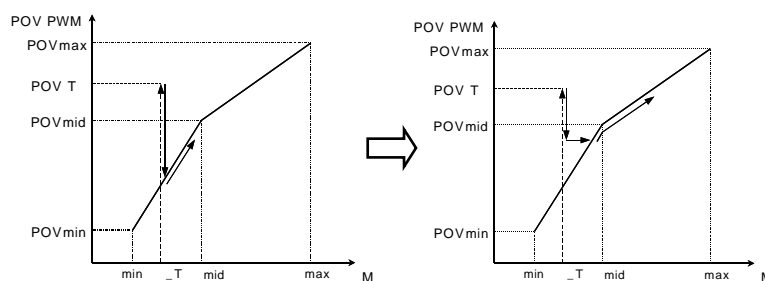 POV PWM
POVmax
POV T
POVmid
POVmin
min _T mid max M
POV PWM
POVmax
POV T
POVmid
POVmin
min _T mid max M